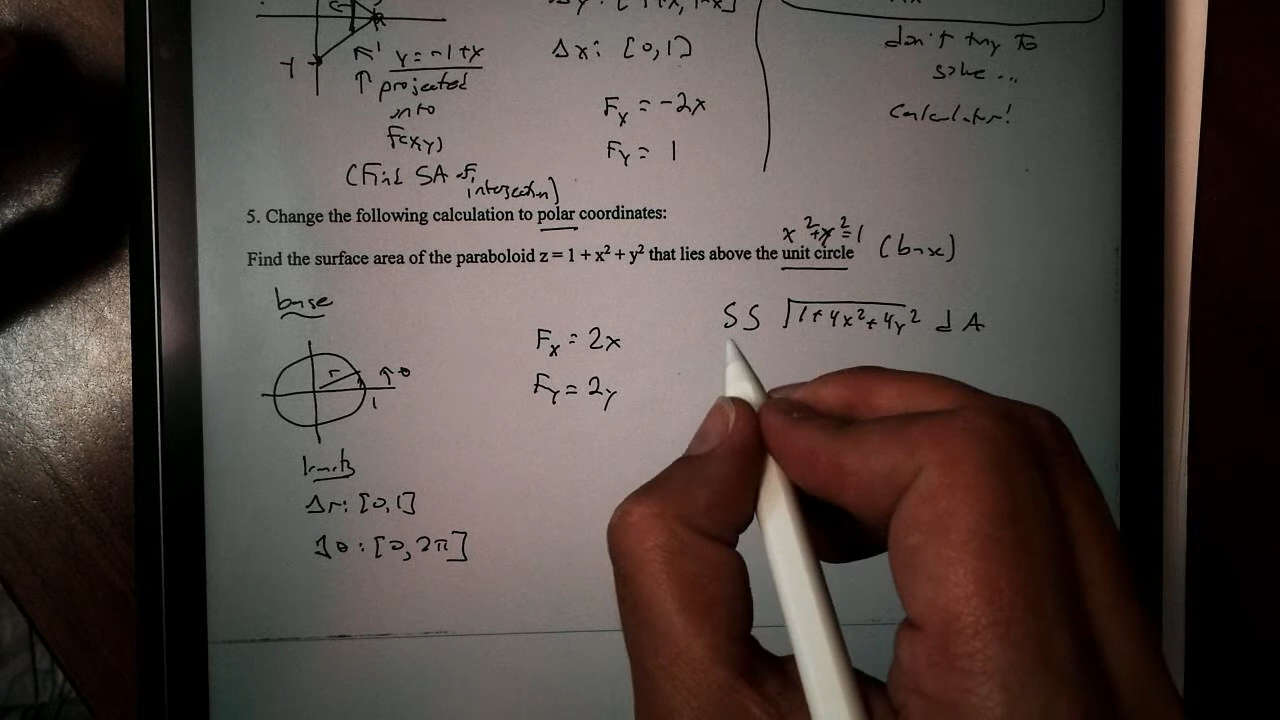 Δx: [0,1]
-1
y = -1+x
projected
into
F(x,y)
(Find SA of
intersection)
Fx = -2x
Fy = 1
don't try to
solve...
calculator!
5. Change the following calculation to polar coordinates:
x²+y²=1
Find the surface area of the paraboloid z = 1 + x² + y² that lies above the unit circle (base)
base
r
θ
1
Fx = 2x
Fy = 2y
∫∫ √1+4x²+4y² dA
limits
Δr: [0,1]
Δθ: [0,2π]